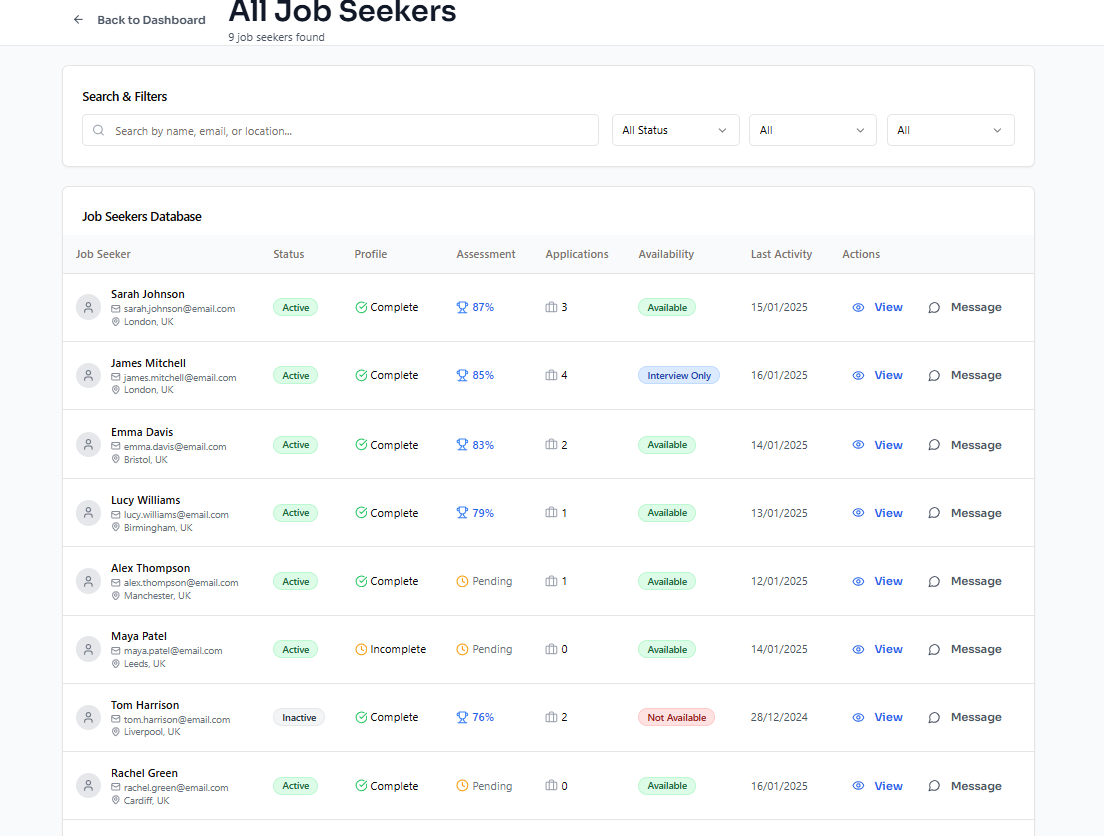 Back to Dashboard
All Job Seekers
9 job seekers found
Search & Filters
Search by name, email, or location...
All Status
All
All
Job Seekers Database
Job Seeker Status Profile Assessment Applications Availability Last Activity Actions
Sarah Johnson
sarah.johnson@email.com
London, UK
Active Complete 87% 3 Available 15/01/2025 View Message
James Mitchell
james.mitchell@email.com
London, UK
Active Complete 85% 4 Interview Only 16/01/2025 View Message
Emma Davis
emma.davis@email.com
Bristol, UK
Active Complete 83% 2 Available 14/01/2025 View Message
Lucy Williams
lucy.williams@email.com
Birmingham, UK
Active Complete 79% 1 Available 13/01/2025 View Message
Alex Thompson
alex.thompson@email.com
Manchester, UK
Active Complete Pending 1 Available 12/01/2025 View Message
Maya Patel
maya.patel@email.com
Leeds, UK
Active Incomplete Pending 0 Available 14/01/2025 View Message
Tom Harrison
tom.harrison@email.com
Liverpool, UK
Inactive Complete 76% 2 Not Available 28/12/2024 View Message
Rachel Green
rachel.green@email.com
Cardiff, UK
Active Complete Pending 0 Available 16/01/2025 View Message